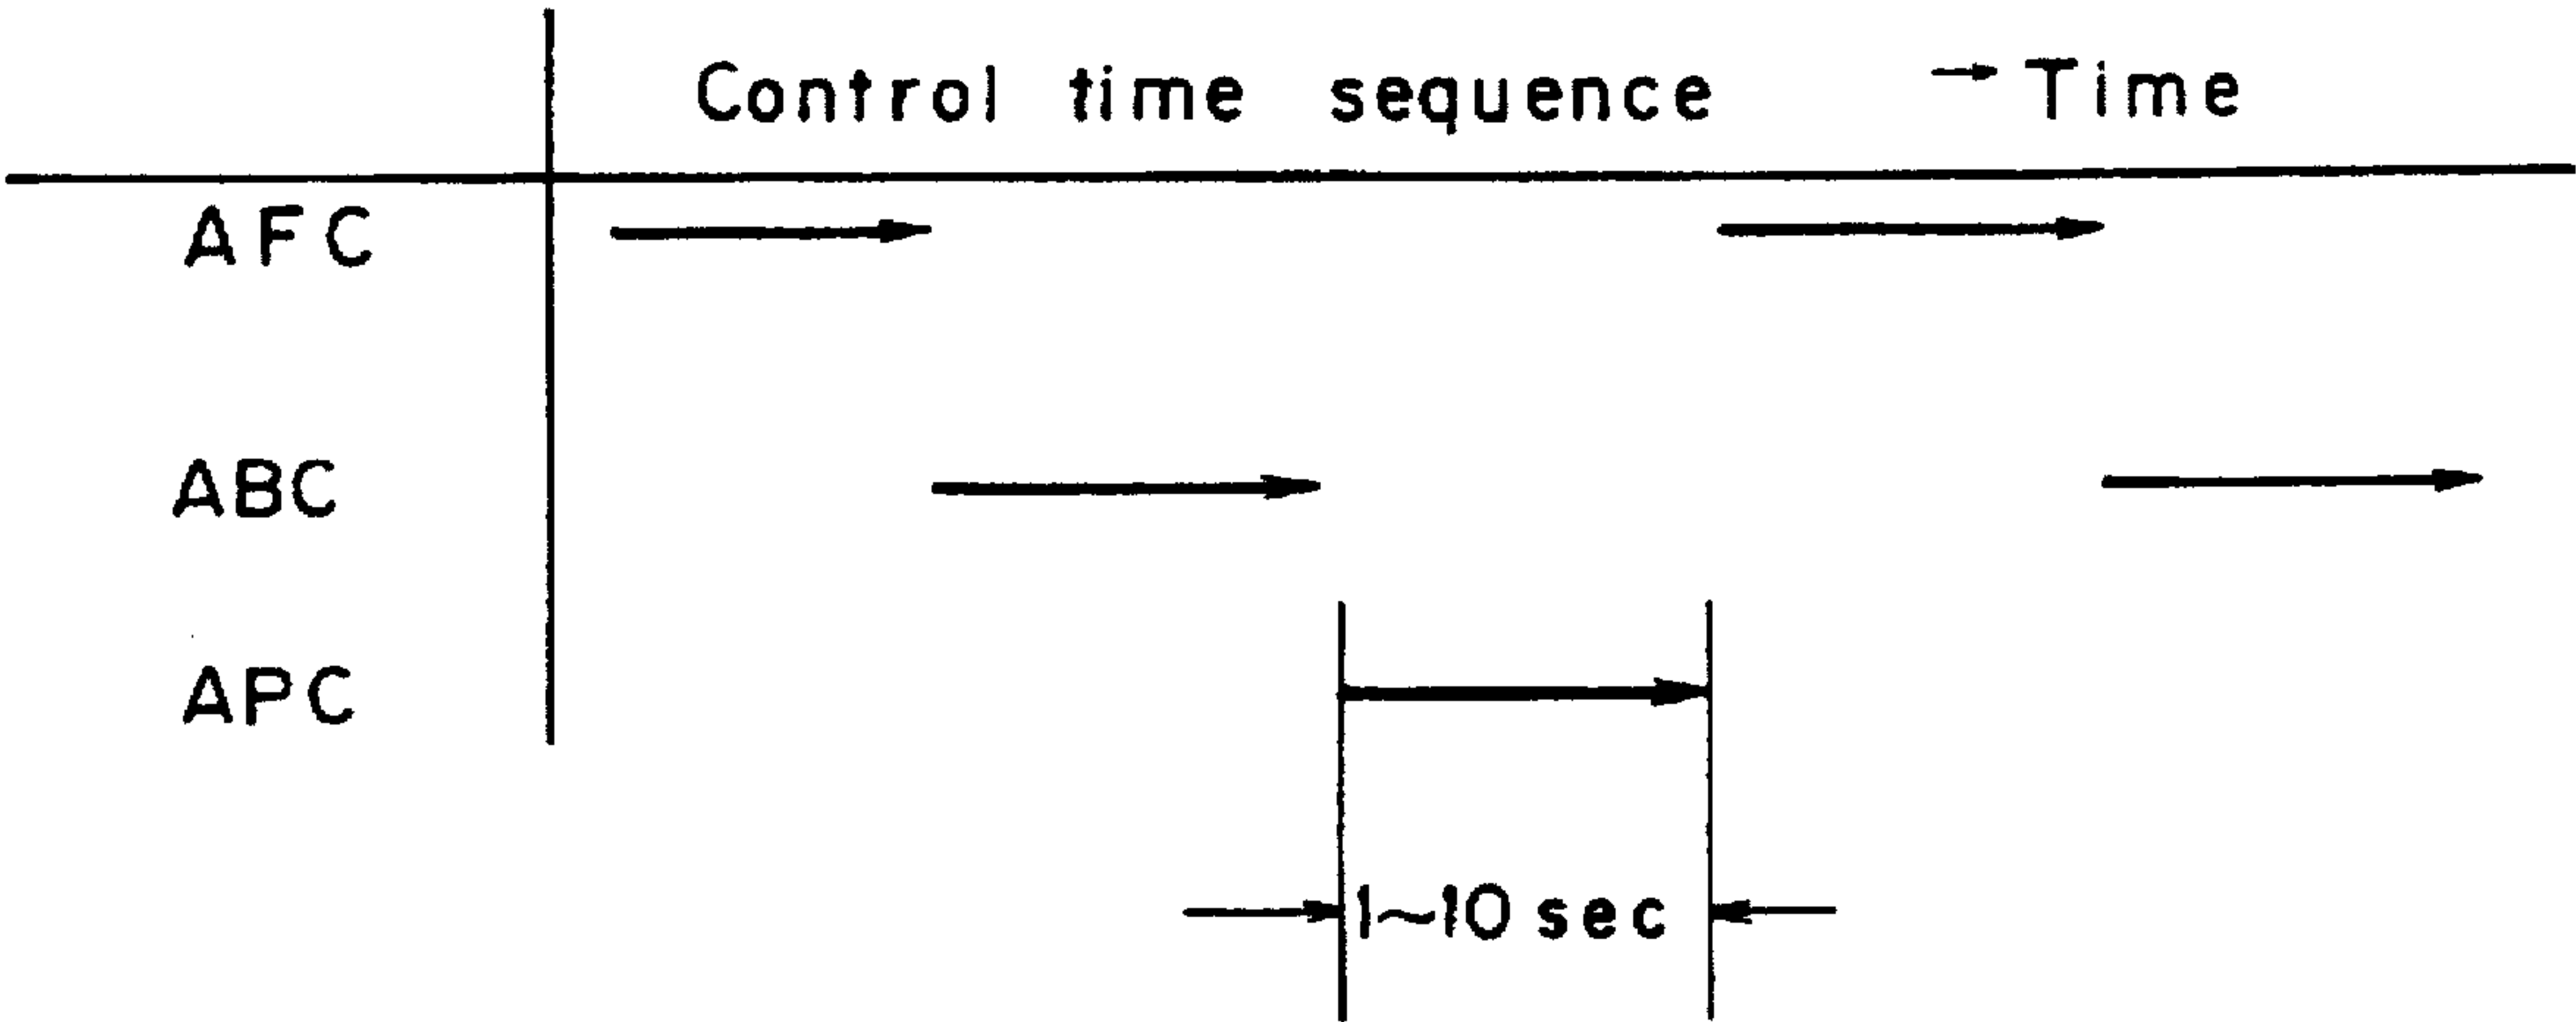 Control time sequence → Time
AFC
ABC
APC
1~10 sec